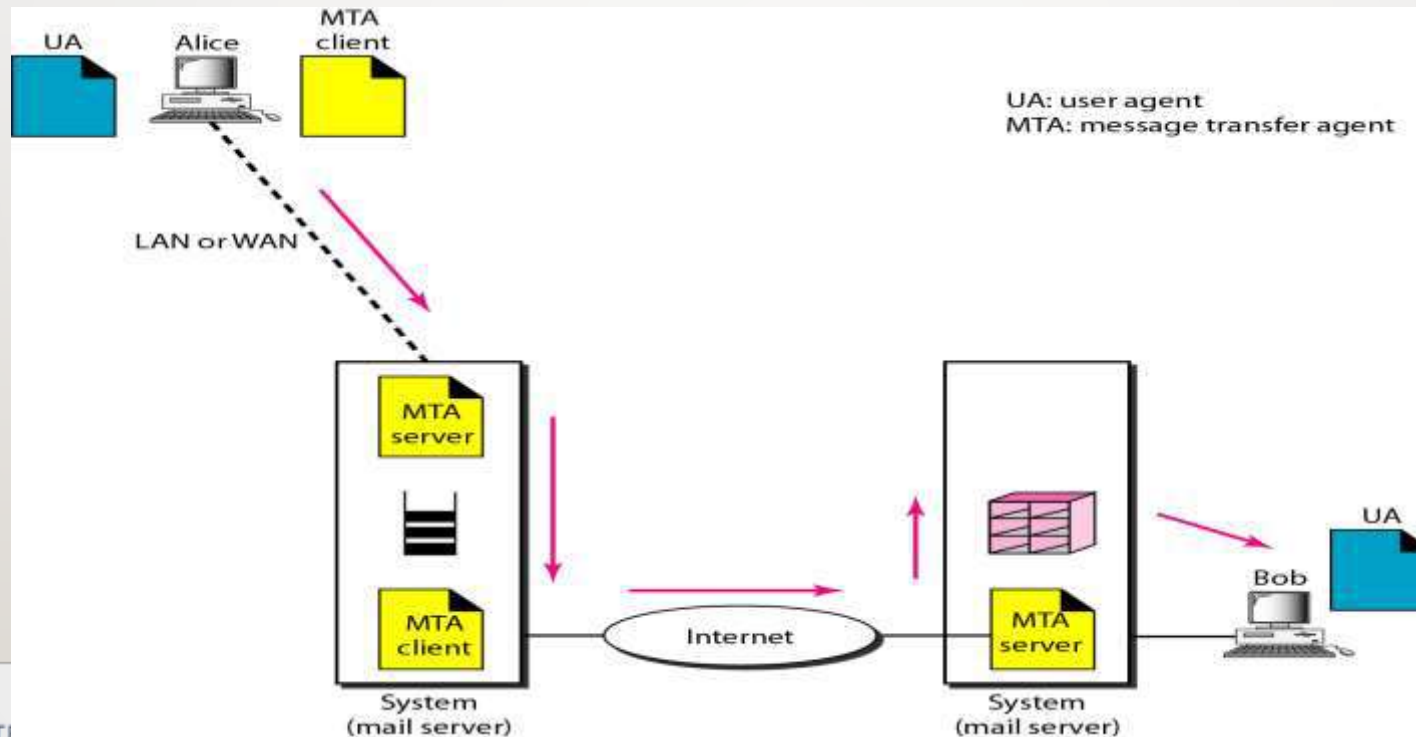 UA
Alice
MTA
client
UA: user agent
MTA: message transfer agent
LAN or WAN
MTA
server
MTA
client
System
(mail server)
Internet
MTA
server
System
(mail server)
UA
Bob